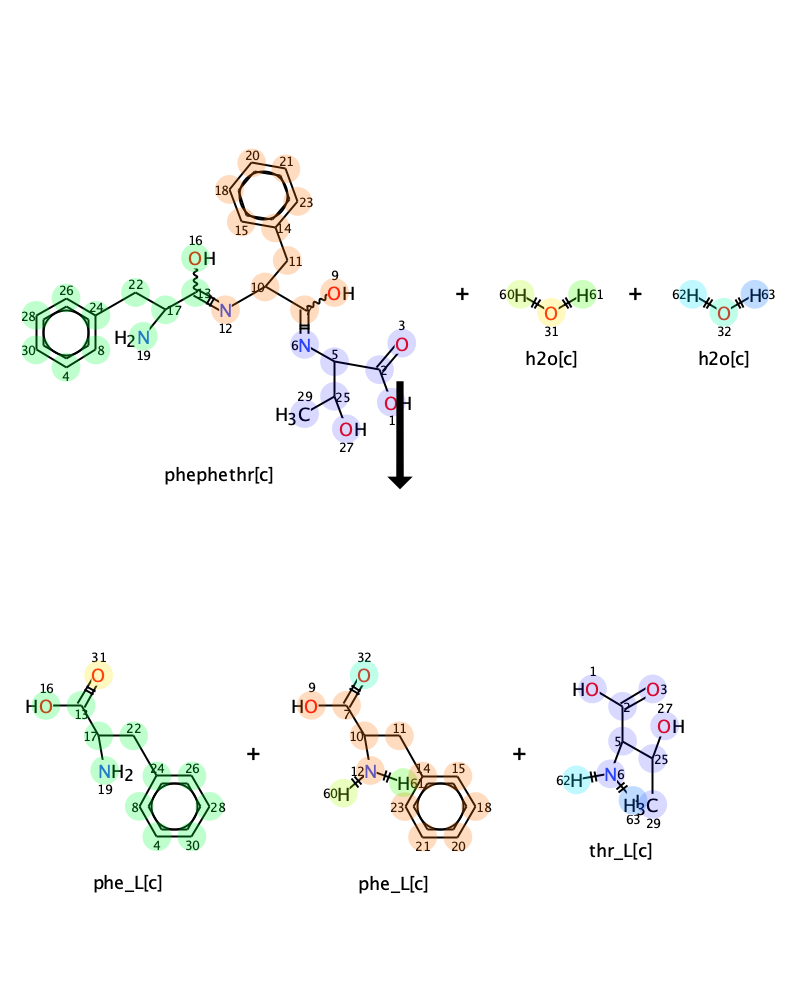 20
21
18
23
15
14
16
OH
11
9
OH
26
22
13
10
28
24
17
12
H₂N
19
30
8
4
6N
5
3
O
2
29
25
H₃C
OH
1
OH
27
phephethr[c]
+
60H
H61
O
31
h2o[c]
+
62H
H63
O
32
h2o[c]
31
O
16
HO
13
17
22
NH₂
19
24
26
8
28
4
30
phe_L[c]
+
32
O
9
HO
7
10
11
12N
60H
H61
14
15
23
18
21
20
phe_L[c]
+
1
HO
O3
2
27
OH
5
25
62H
N6
H
63
H₃C
29
thr_L[c]